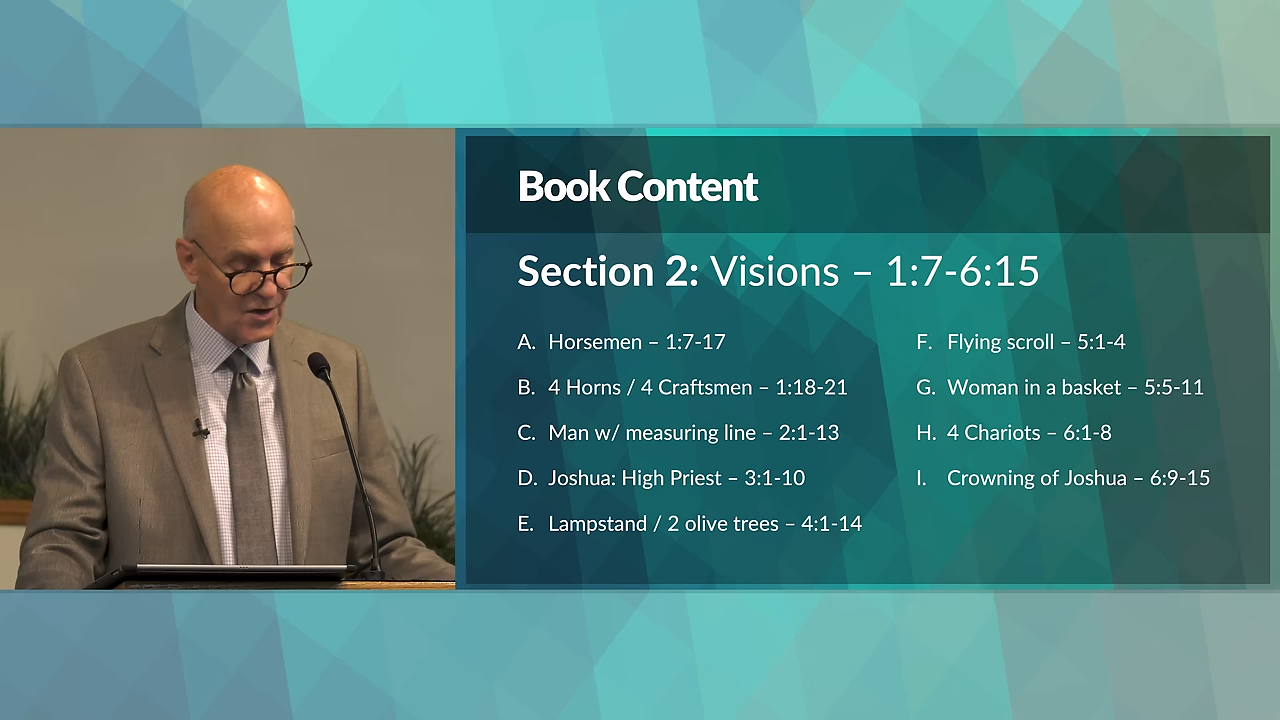 Book Content
Section 2: Visions – 1:7-6:15
A. Horsemen – 1:7-17
B. 4 Horns / 4 Craftsmen – 1:18-21
C. Man w/ measuring line – 2:1-13
D. Joshua: High Priest – 3:1-10
E. Lampstand / 2 olive trees – 4:1-14
F. Flying scroll – 5:1-4
G. Woman in a basket – 5:5-11
H. 4 Chariots – 6:1-8
I. Crowning of Joshua – 6:9-15